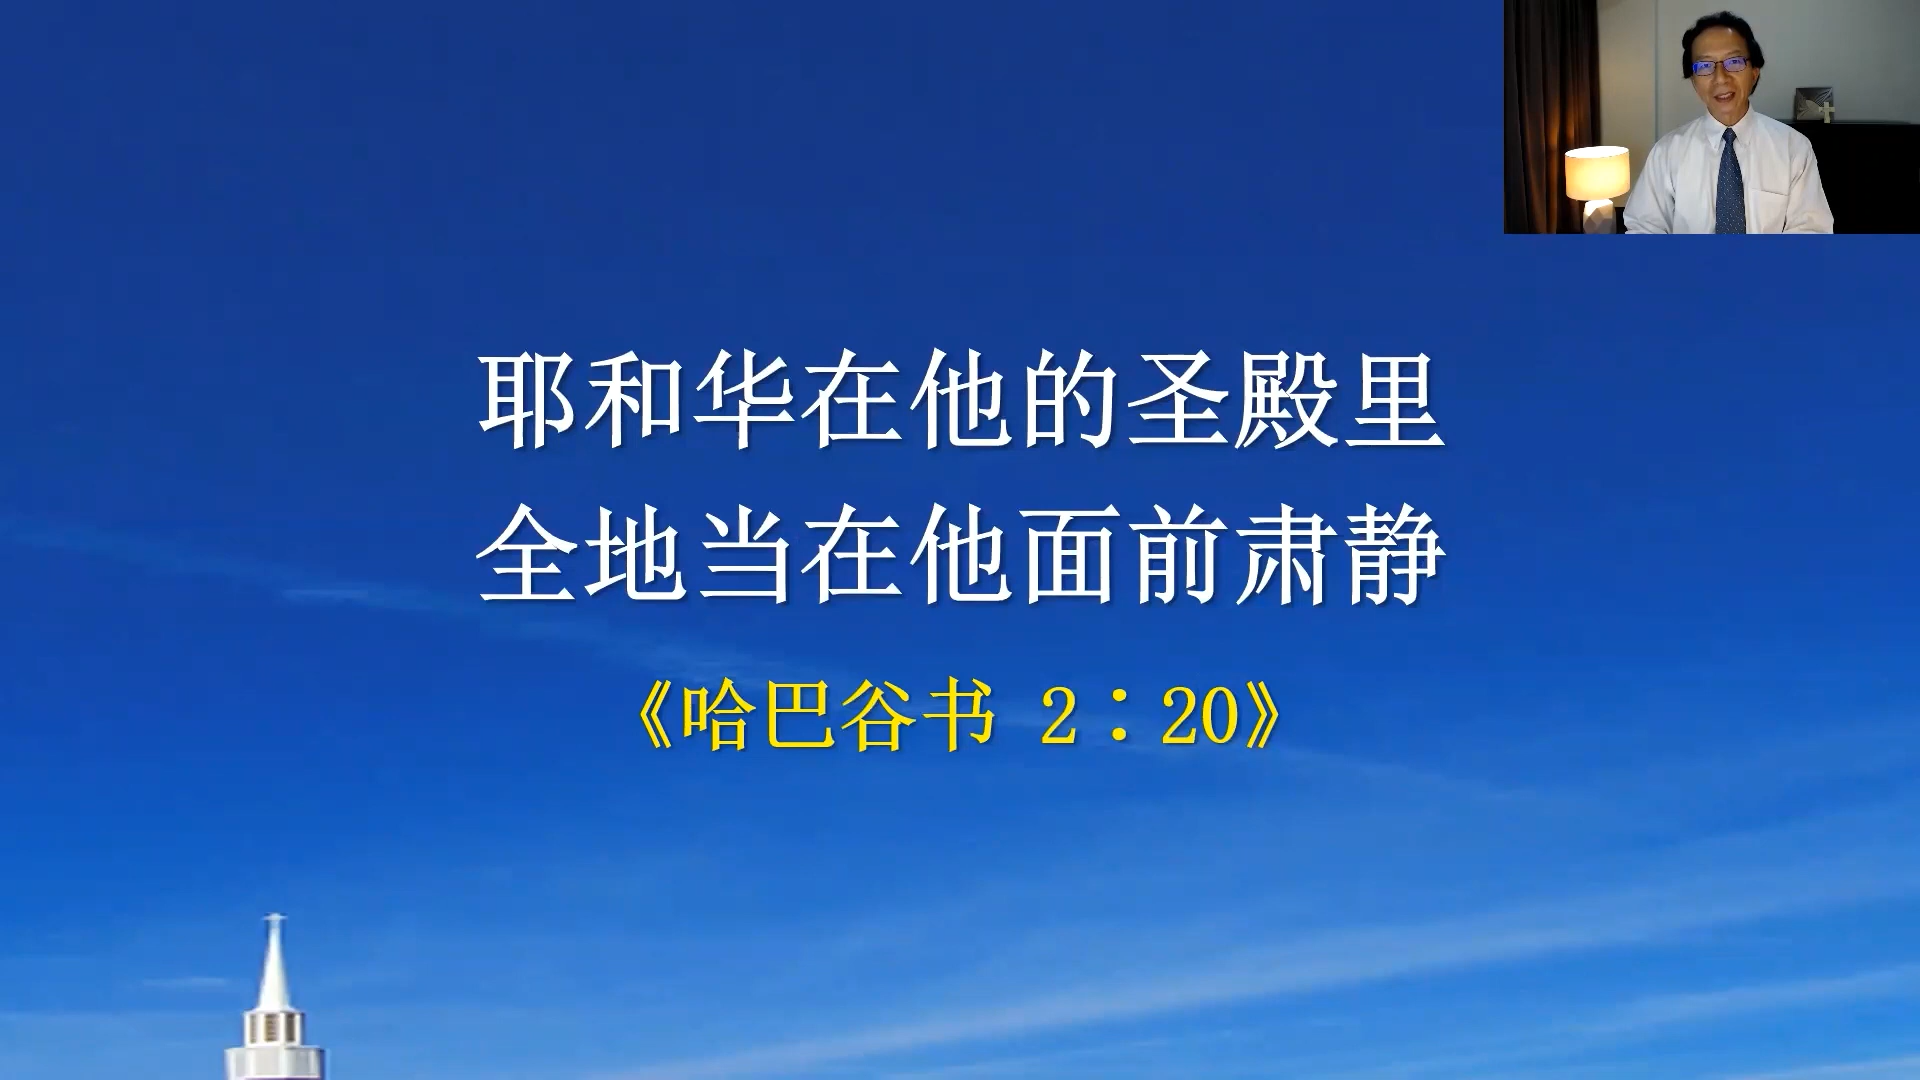 耶和华在他的圣殿里
全地当在他面前肃静
《哈巴谷书 2：20》